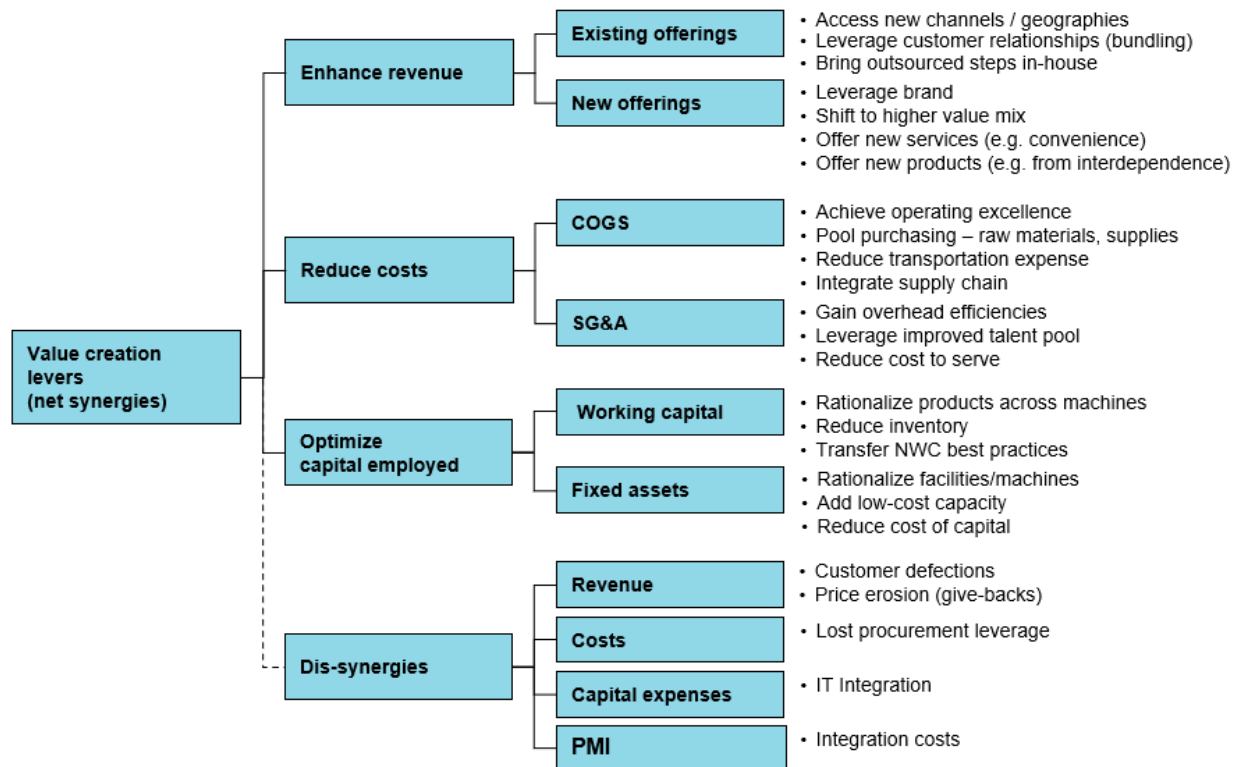 Value creation
levers
(net synergies)
Enhance revenue
Existing offerings
• Access new channels / geographies
• Leverage customer relationships (bundling)
• Bring outsourced steps in-house
New offerings
• Leverage brand
• Shift to higher value mix
• Offer new services (e.g. convenience)
• Offer new products (e.g. from interdependence)
Reduce costs
COGS
• Achieve operating excellence
• Pool purchasing – raw materials, supplies
• Reduce transportation expense
• Integrate supply chain
SG&A
• Gain overhead efficiencies
• Leverage improved talent pool
• Reduce cost to serve
Optimize
capital employed
Working capital
• Rationalize products across machines
• Reduce inventory
• Transfer NWC best practices
Fixed assets
• Rationalize facilities/machines
• Add low-cost capacity
• Reduce cost of capital
Dis-synergies
Revenue
• Customer defections
• Price erosion (give-backs)
Costs
• Lost procurement leverage
Capital expenses
• IT Integration
PMI
• Integration costs